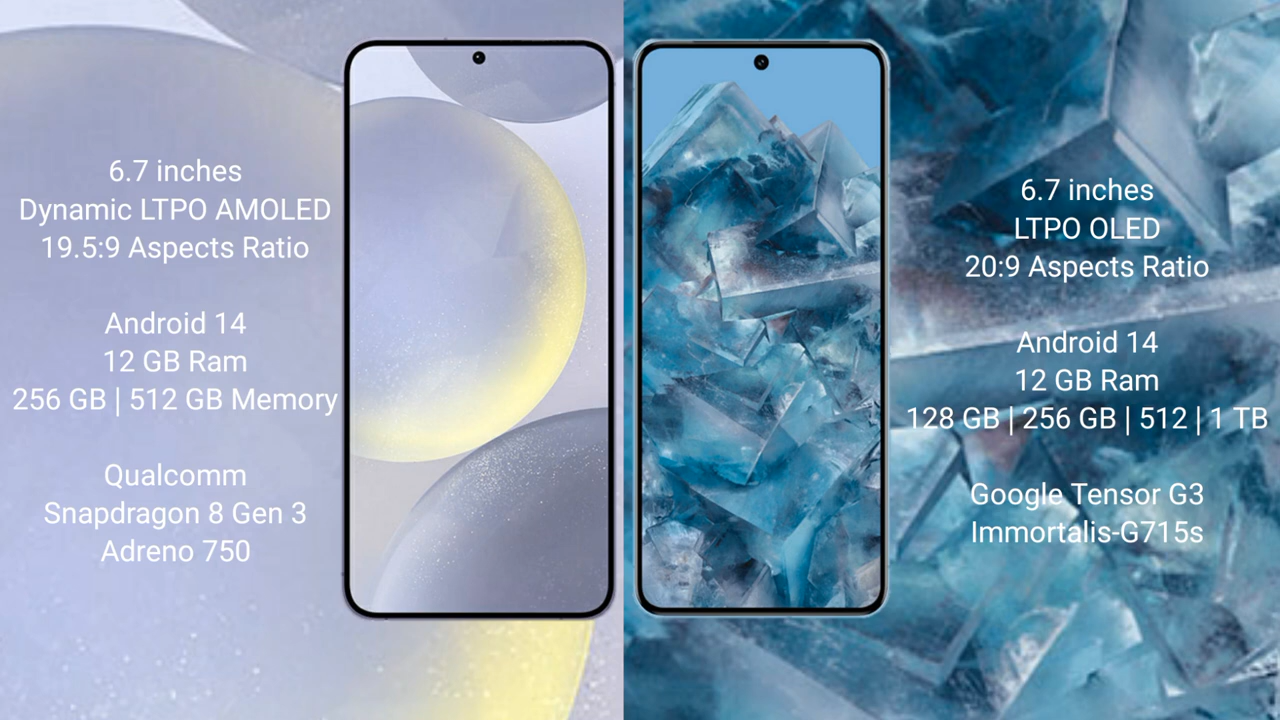 6.7 inches
Dynamic LTPO AMOLED
19.5:9 Aspects Ratio
Android 14
12 GB Ram
256 GB | 512 GB Memory
Qualcomm
Snapdragon 8 Gen 3
Adreno 750
6.7 inches
LTPO OLED
20:9 Aspects Ratio
Android 14
12 GB Ram
128 GB | 256 GB | 512 | 1 TB
Google Tensor G3
Immortalis-G715s